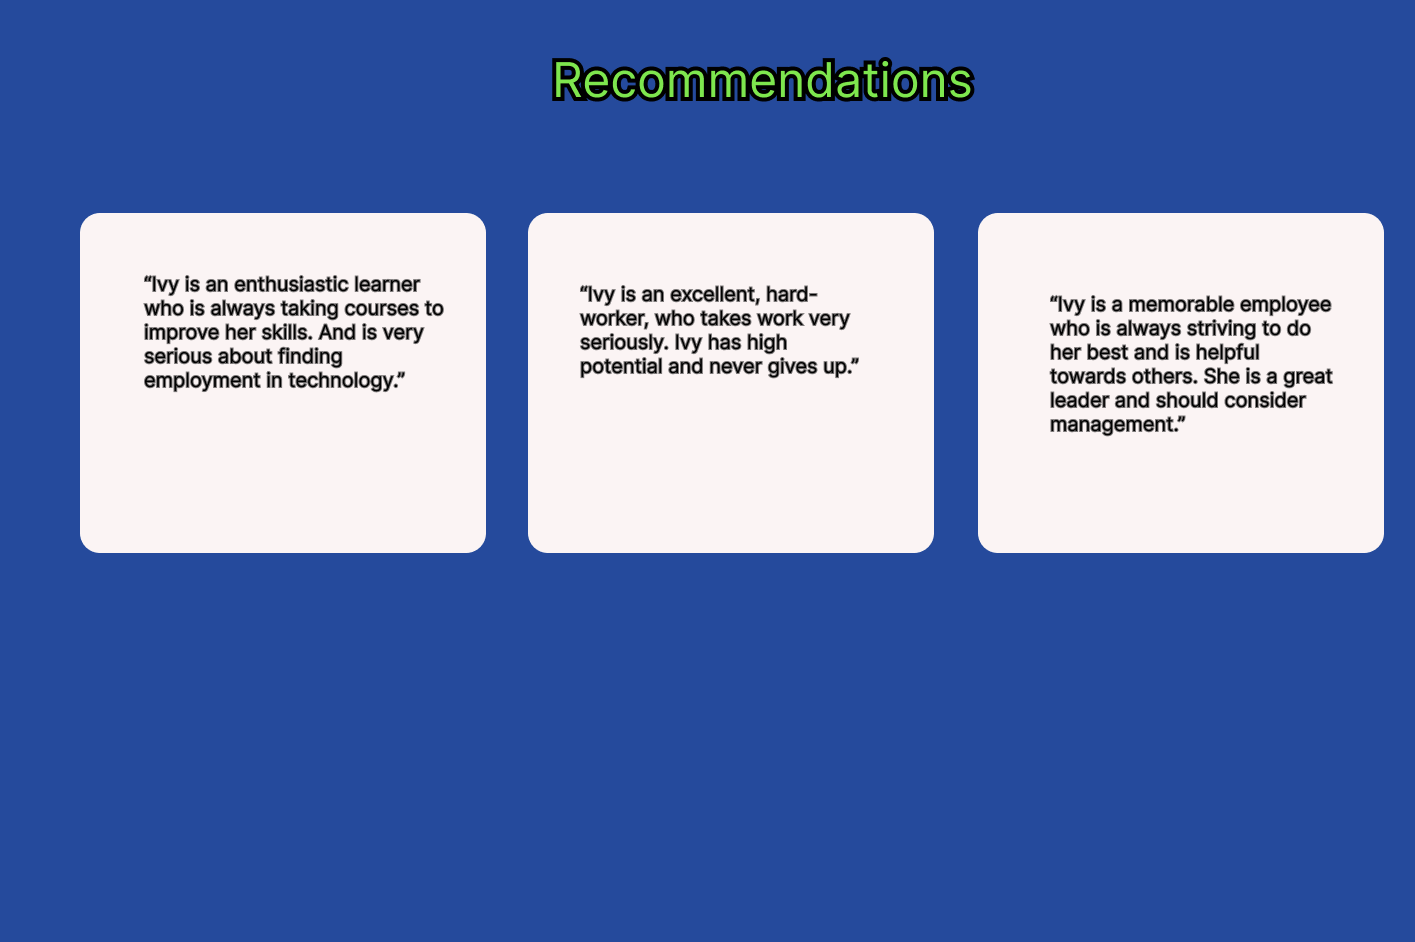 Recommendations
“Ivy is an enthusiastic learner
who is always taking courses to
improve her skills. And is very
serious about finding
employment in technology.”
“Ivy is an excellent, hard-
worker, who takes work very
seriously. Ivy has high
potential and never gives up.”
“Ivy is a memorable employee
who is always striving to do
her best and is helpful
towards others. She is a great
leader and should consider
management.”